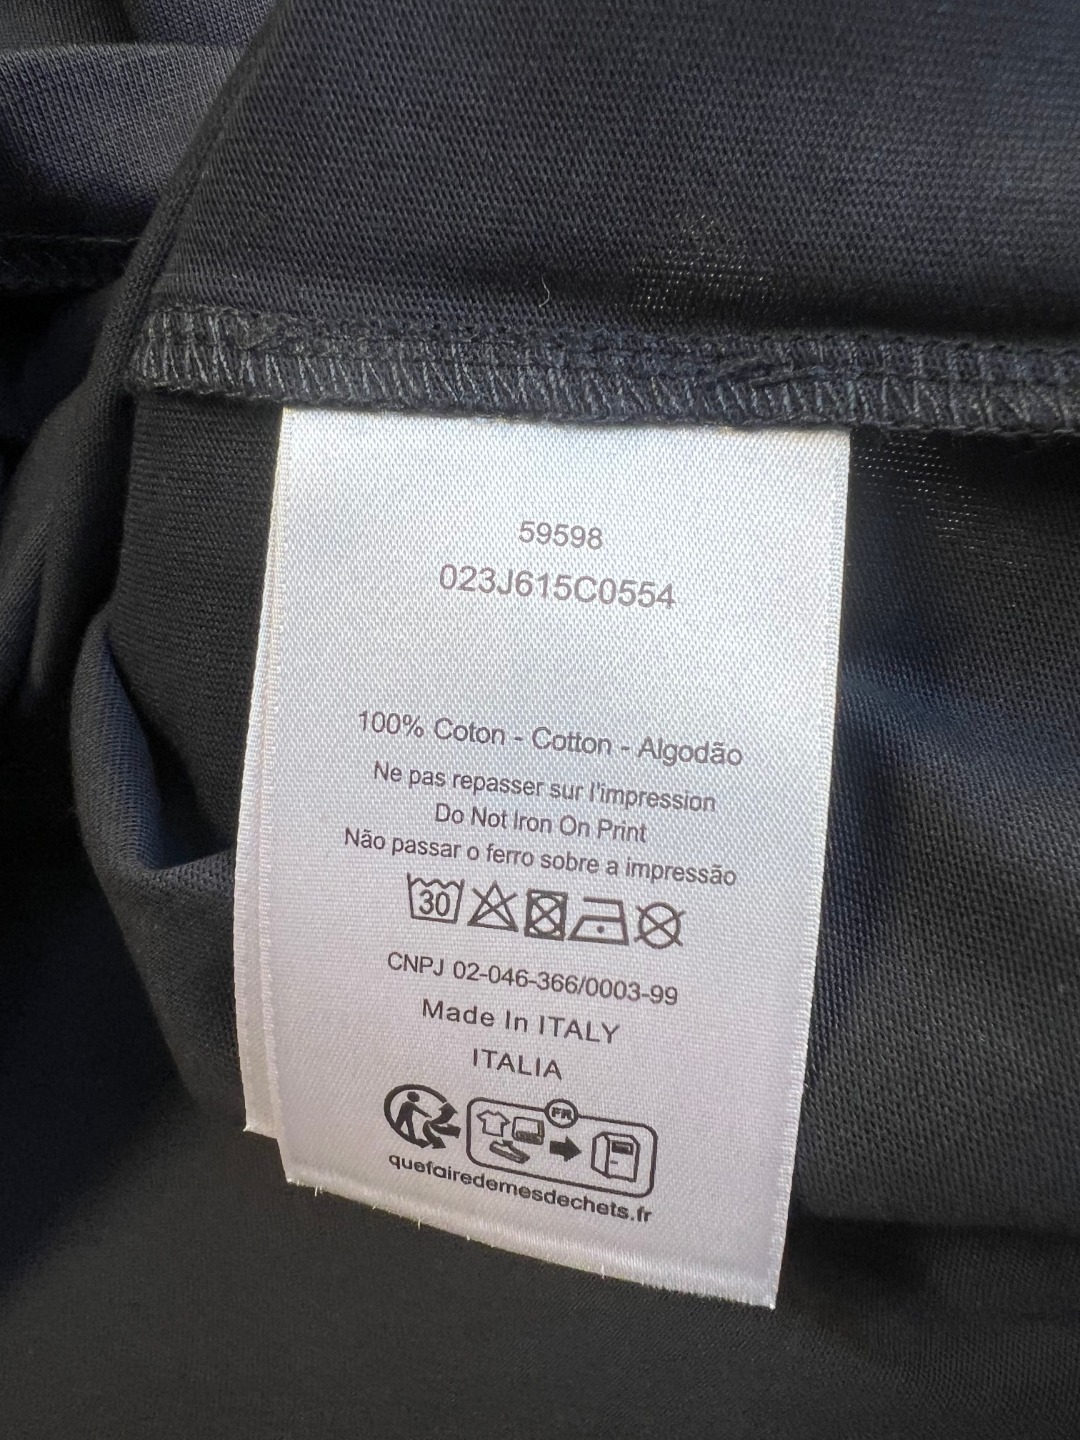 59598
023J615C0554
100% Coton - Cotton - Algodão
Ne pas repasser sur l'impression
Do Not Iron On Print
Não passar o ferro sobre a impressão
30
CNPJ 02-046-366/0003-99
Made In ITALY
ITALIA
FR
quefairedemesdechets.fr